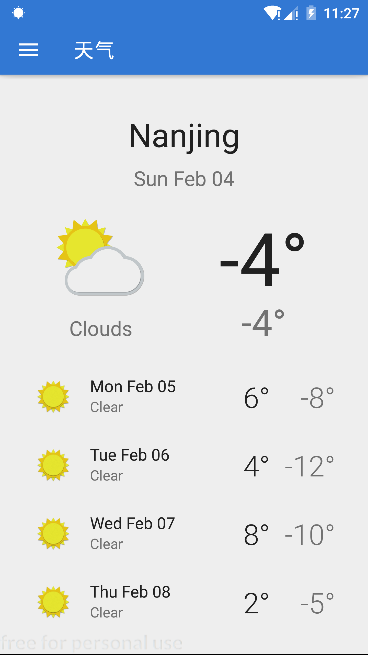 11:27
天气
Nanjing
Sun Feb 04
-4°
Clouds
-4°
Mon Feb 05
Clear
6° -8°
Tue Feb 06
Clear
4° -12°
Wed Feb 07
Clear
8° -10°
Thu Feb 08
Clear
2° -5°
free for personal use